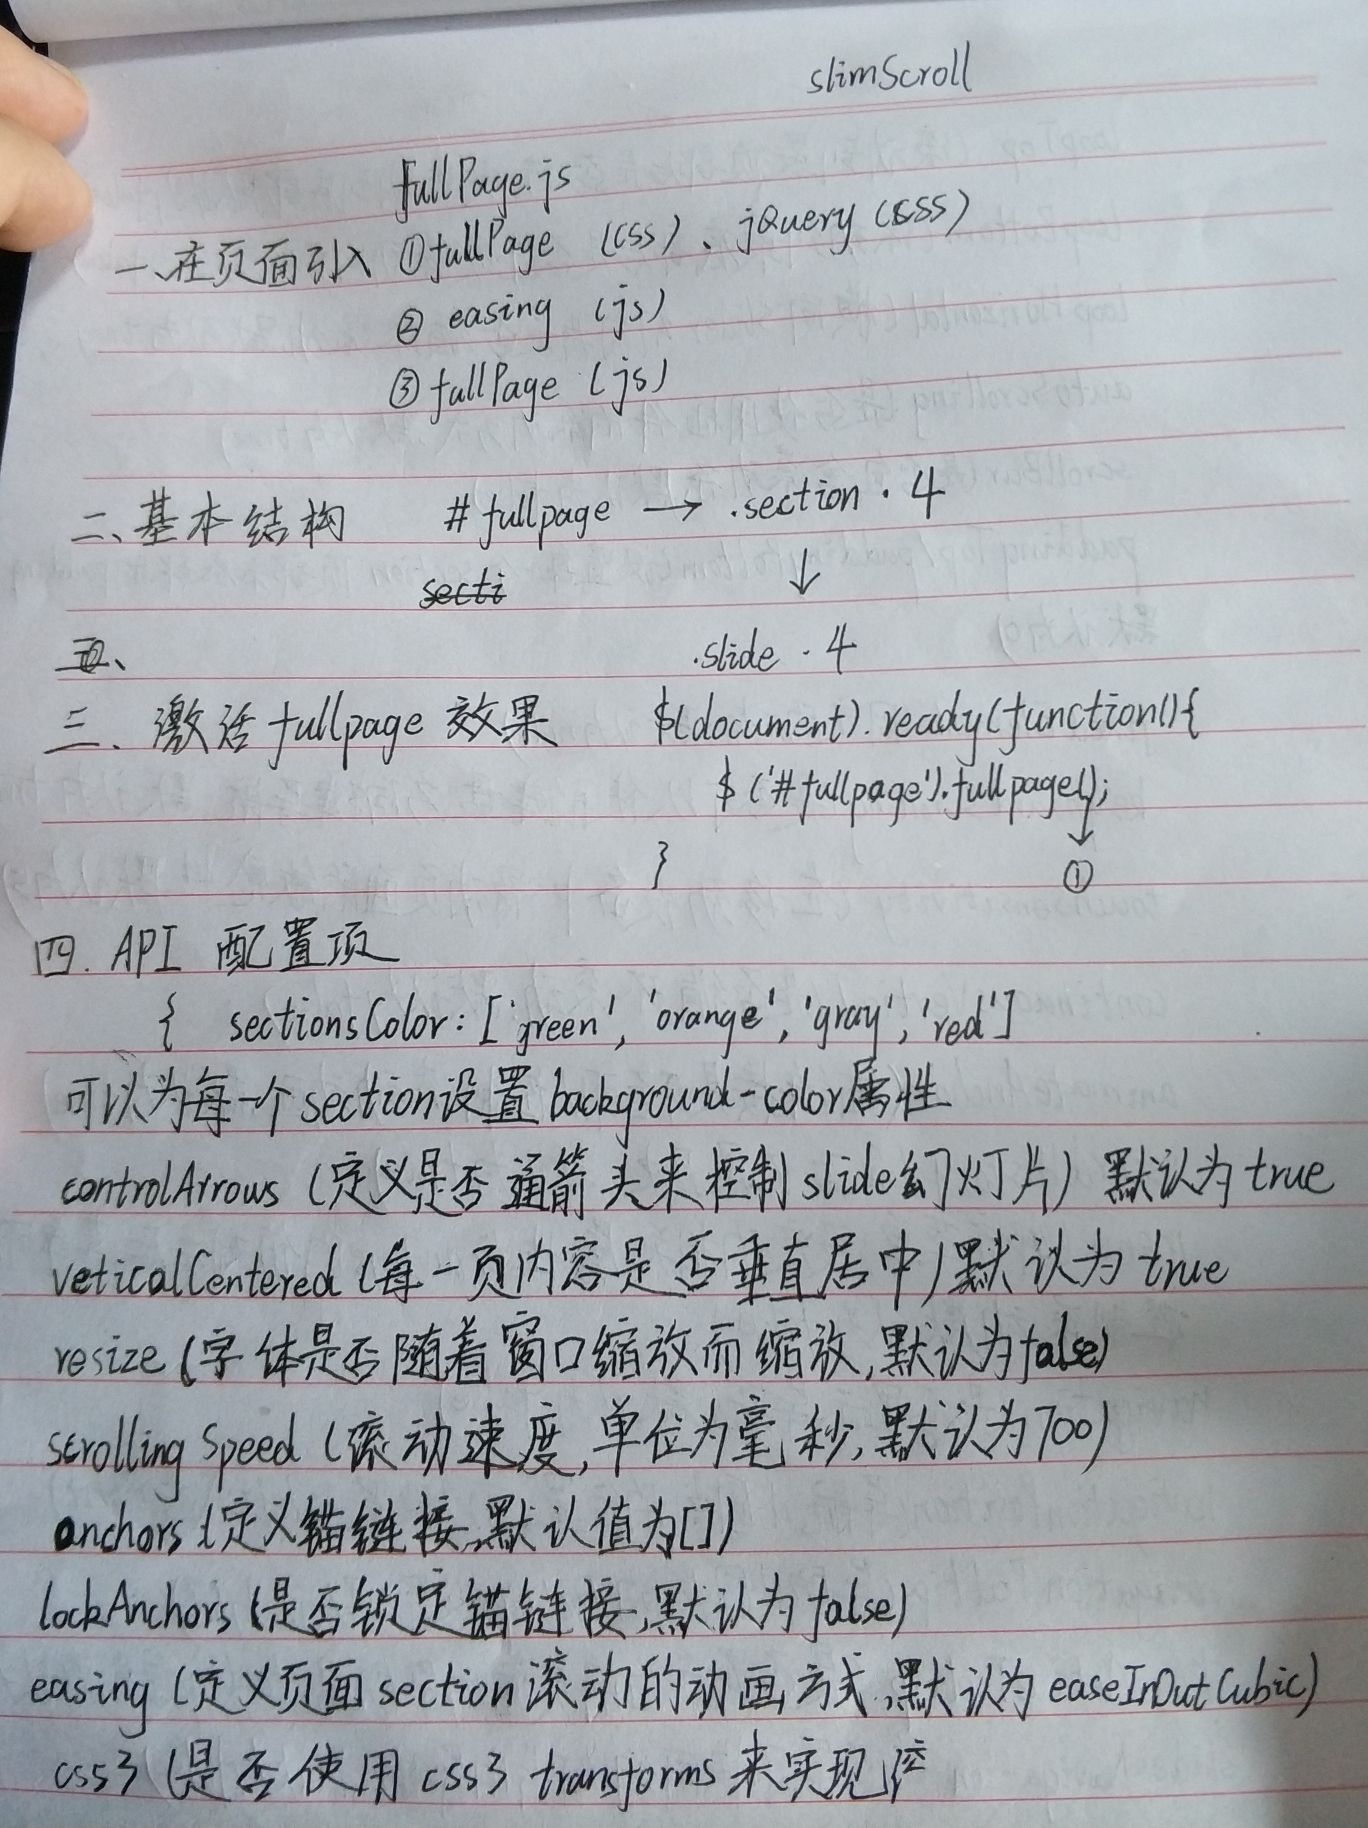 slimScroll
fullPage.js
一、在页面引入 ①fullPage (css)、jQuery (css)
② easing (js)
③ fullPage (js)
二、基本结构 #fullpage → .section · 4
secti ↓
.slide · 4
三、激活fullpage效果 $(document).ready(function(){
$('#fullpage').fullpage();
↓
} ①
四. API 配置项
{ sectionsColor: ['green', 'orange', 'gray', 'red']
可以为每一个section设置background-color属性
controlArrows (定义是否通箭头来控制slide幻灯片) 默认为true
veticalCentered (每一页内容是否垂直居中) 默认为true
resize (字体是否随着窗口缩放而缩放,默认为false)
scrolling Speed (滚动速度,单位为毫秒,默认为700)
anchors (定义锚链接,默认值为[])
lockAnchors (是否锁定锚链接,默认为false)
easing (定义页面section滚动的动画方式,默认为easeInOutCubic)
css3 (是否使用css3 transforms来实现